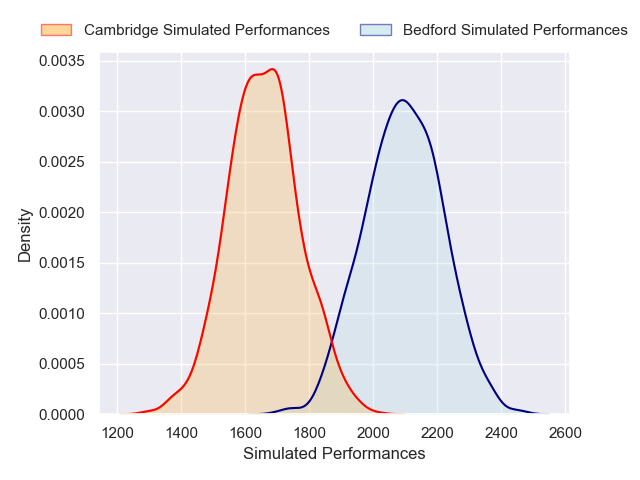 Cambridge Simulated Performances Bedford Simulated Performances
0.0035
0.0030
0.0025
0.0020
0.0015
0.0010
0.0005
0.0000
Density
1200 1400 1600 1800 2000 2200 2400 2600
Simulated Performances